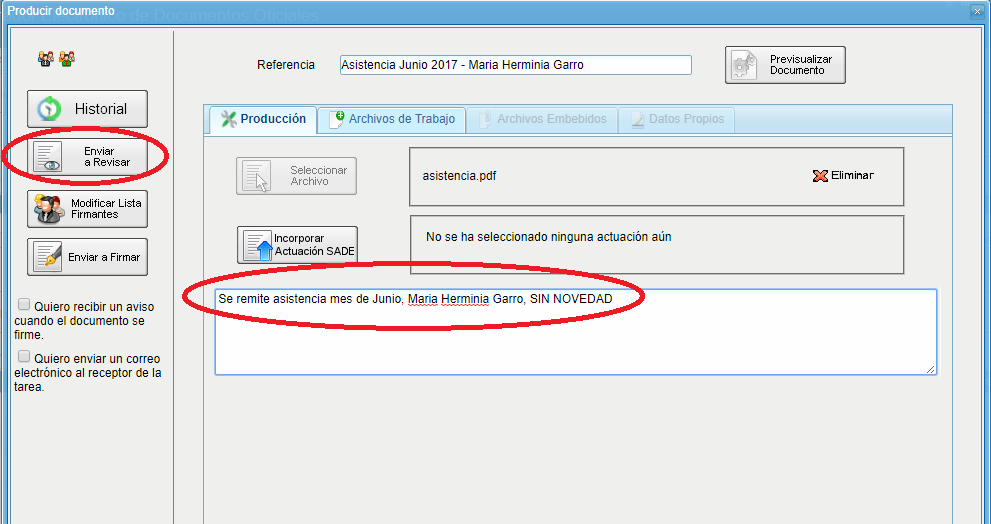 Producir documento
de Documentos Oficiales
Referencia
Asistencia Junio 2017 - Maria Herminia Garro
Previsualizar
Documento
Historial
Enviar
a Revisar
Modificar Lista
Firmantes
Enviar a Firmar
Quiero recibir un aviso
cuando el documento se
firme.
Quiero enviar un correo
electrónico al receptor de la
tarea.
Producción
Archivos de Trabajo
Archivos Embebidos
Datos Propios
Seleccionar
Archivo
asistencia.pdf
Eliminar
Incorporar
Actuación SADE
No se ha seleccionado ninguna actuación aún
Se remite asistencia mes de Junio, Maria Herminia Garro, SIN NOVEDAD